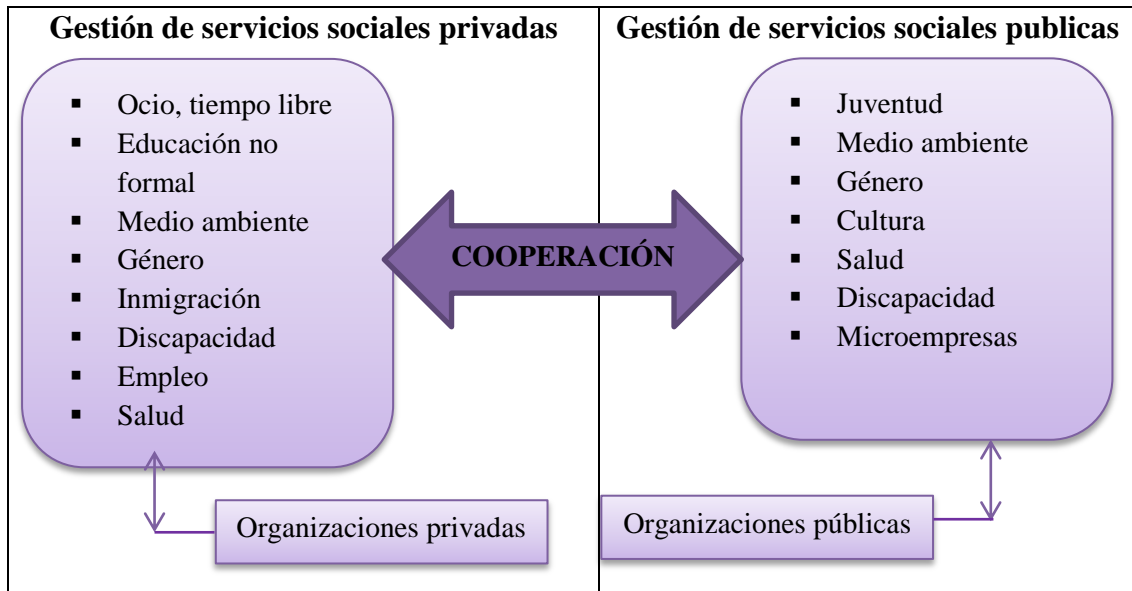 Gestión de servicios sociales privadas
Ocio, tiempo libre
Educación no
formal
Medio ambiente
Género
Inmigración
Discapacidad
Empleo
Salud
Organizaciones privadas
COOPERACIÓN
Gestión de servicios sociales publicas
Juventud
Medio ambiente
Género
Cultura
Salud
Discapacidad
Microempresas
Organizaciones públicas